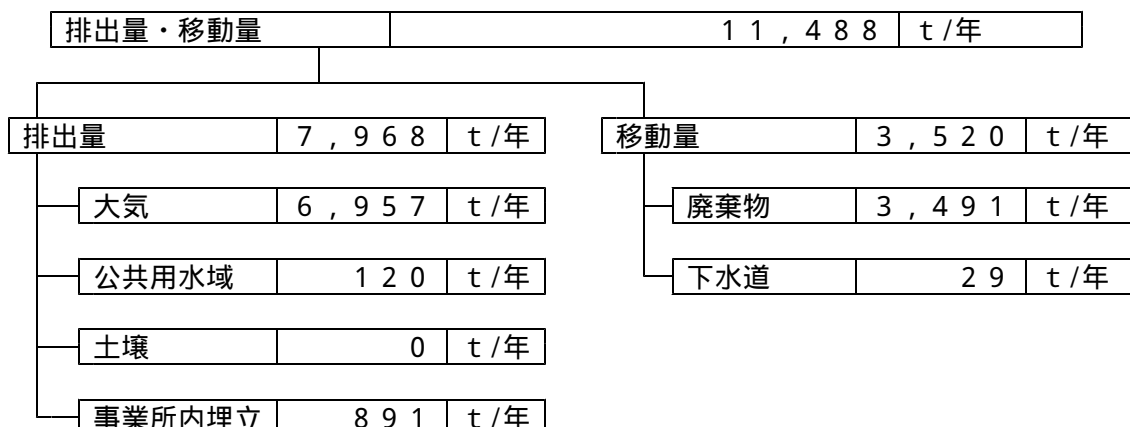 排出量・移動量 11,488 t/年
排出量 7,968 t/年 移動量 3,520 t/年
大気 6,957 t/年 廃棄物 3,491 t/年
公共用水域 120 t/年 下水道 29 t/年
土壌 0 t/年
事業所内埋立 891 t/年